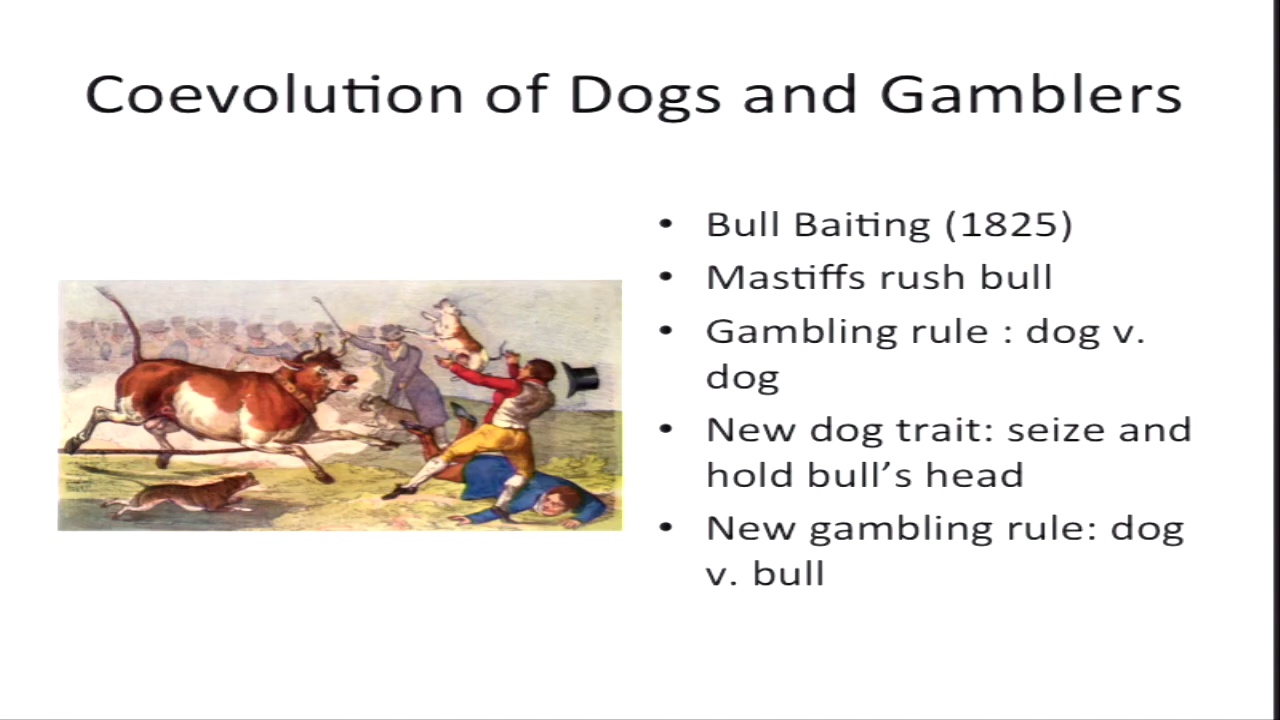 Coevolution of Dogs and Gamblers
• Bull Baiting (1825)
• Mastiffs rush bull
• Gambling rule : dog v.
dog
• New dog trait: seize and
hold bull’s head
• New gambling rule: dog
v. bull